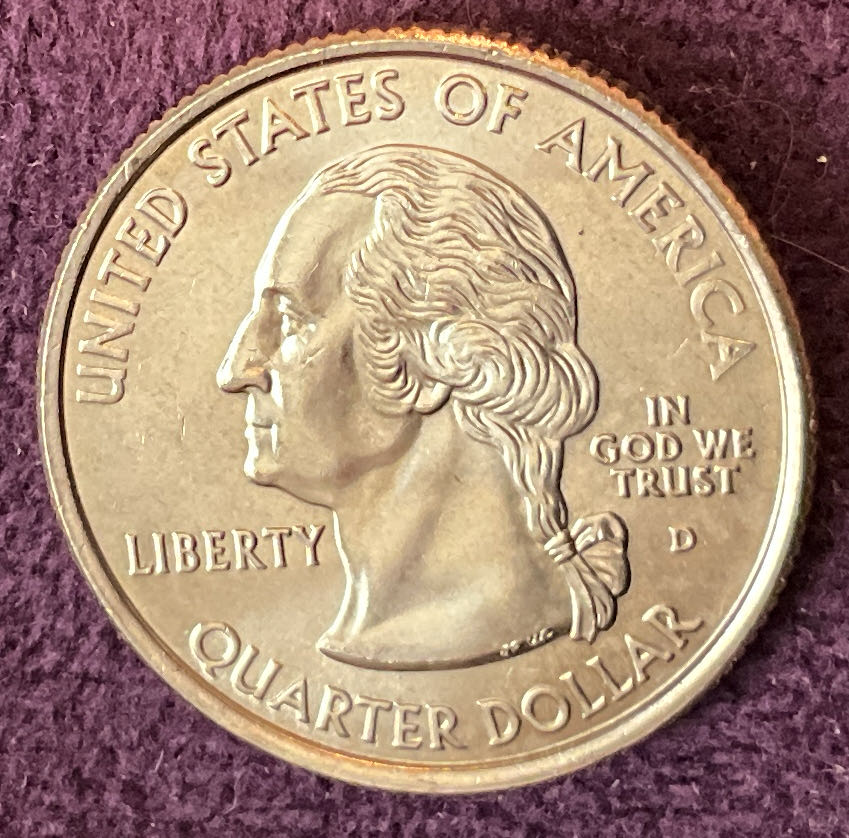 UNITED STATES OF AMERICA
LIBERTY
IN
GOD WE
TRUST
D
QUARTER DOLLAR